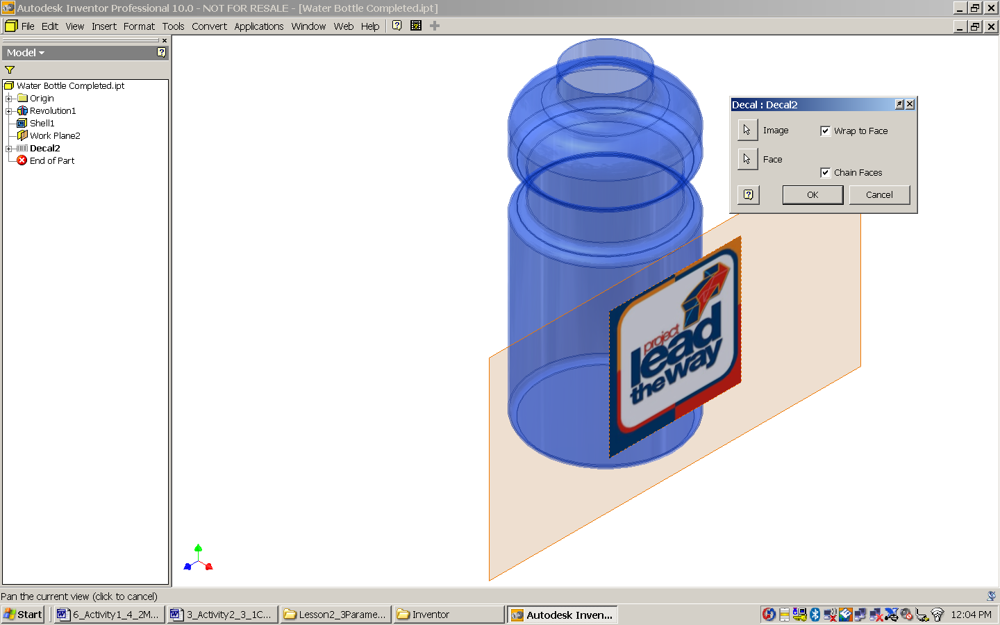 Autodesk Inventor Professional 10.0 - NOT FOR RESALE - [Water Bottle Completed.ipt]
File Edit View Insert Format Tools Convert Applications Window Web Help
Model
Water Bottle Completed.ipt
Origin
Revolution1
Shell1
Work Plane2
Decal2
End of Part
Decal : Decal2
Image
Wrap to Face
Face
Chain Faces
OK
Cancel
project
lead
the way
Pan the current view (click to cancel)
Start
6_Activity1_4_2M...
3_Activity2_3_1C...
Lesson2_3Parame...
Inventor
Autodesk Inven...
12:04 PM